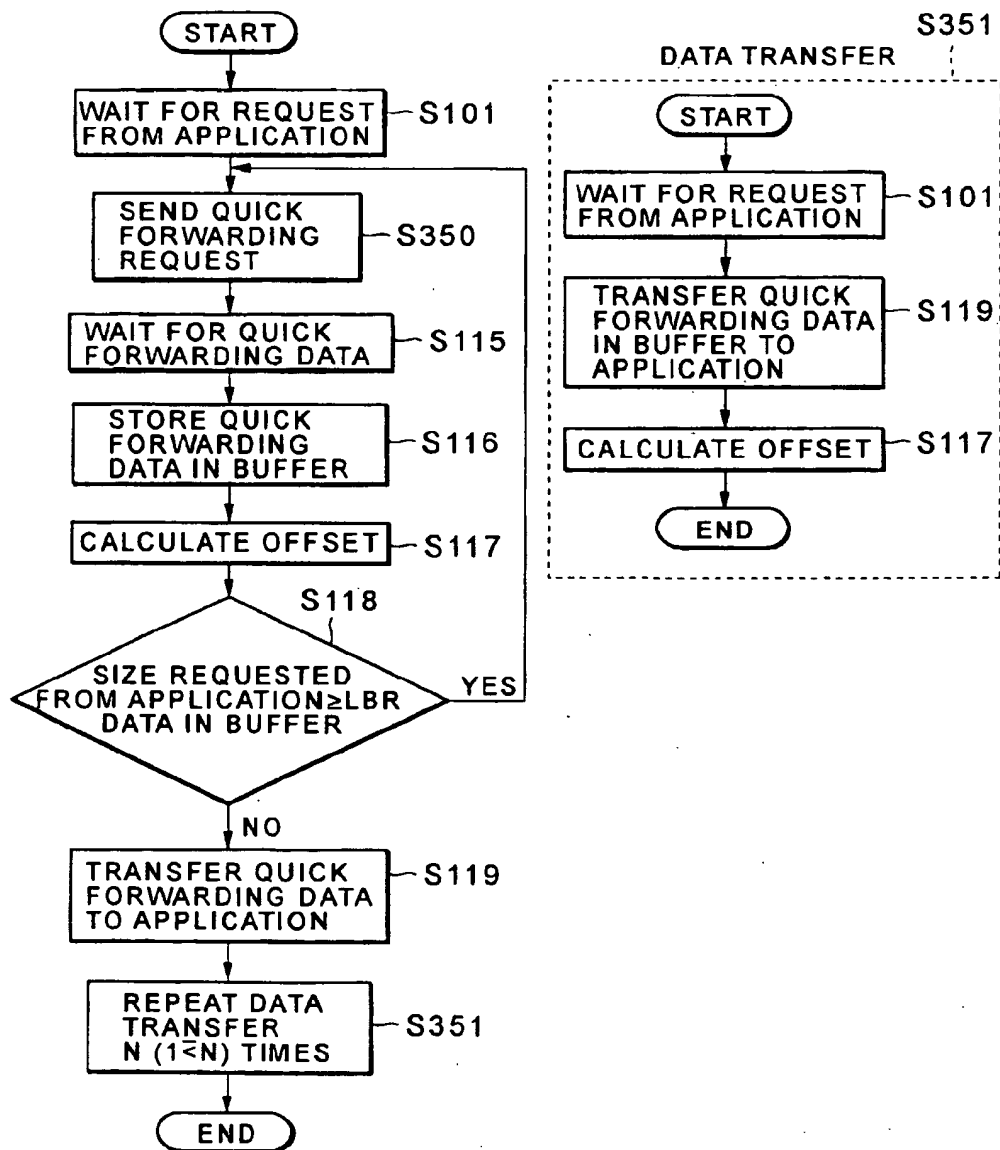 START
WAIT FOR REQUEST
FROM APPLICATION
S101
SEND QUICK
FORWARDING
REQUEST
S350
WAIT FOR QUICK
FORWARDING DATA
S115
STORE QUICK
FORWARDING
DATA IN BUFFER
S116
CALCULATE OFFSET
S117
S118
SIZE REQUESTED
FROM APPLICATION≥LBR
DATA IN BUFFER
YES
NO
TRANSFER QUICK
FORWARDING DATA
TO APPLICATION
S119
REPEAT DATA
TRANSFER
N (1≤N) TIMES
S351
END
S351
DATA TRANSFER
START
WAIT FOR REQUEST
FROM APPLICATION
S101
TRANSFER QUICK
FORWARDING DATA
IN BUFFER TO
APPLICATION
S119
CALCULATE OFFSET
S117
END